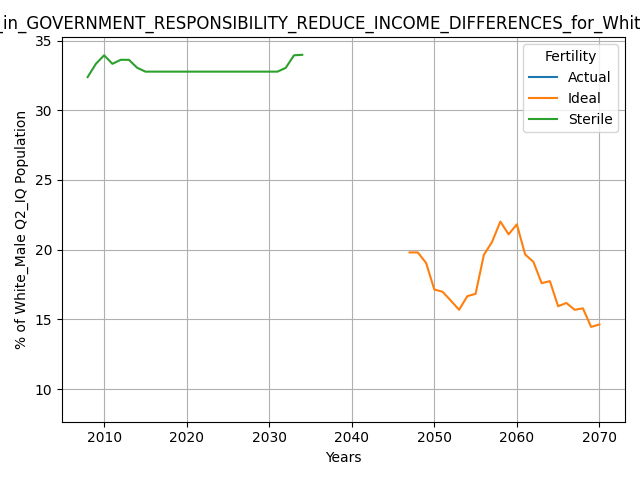 _in_GOVERNMENT_RESPONSIBILITY_REDUCE_INCOME_DIFFERENCES_for_Whit
Fertility
Actual
Ideal
Sterile
% of White_Male Q2_IQ Population
35
30
25
20
15
10
2010 2020 2030 2040 2050 2060 2070
Years